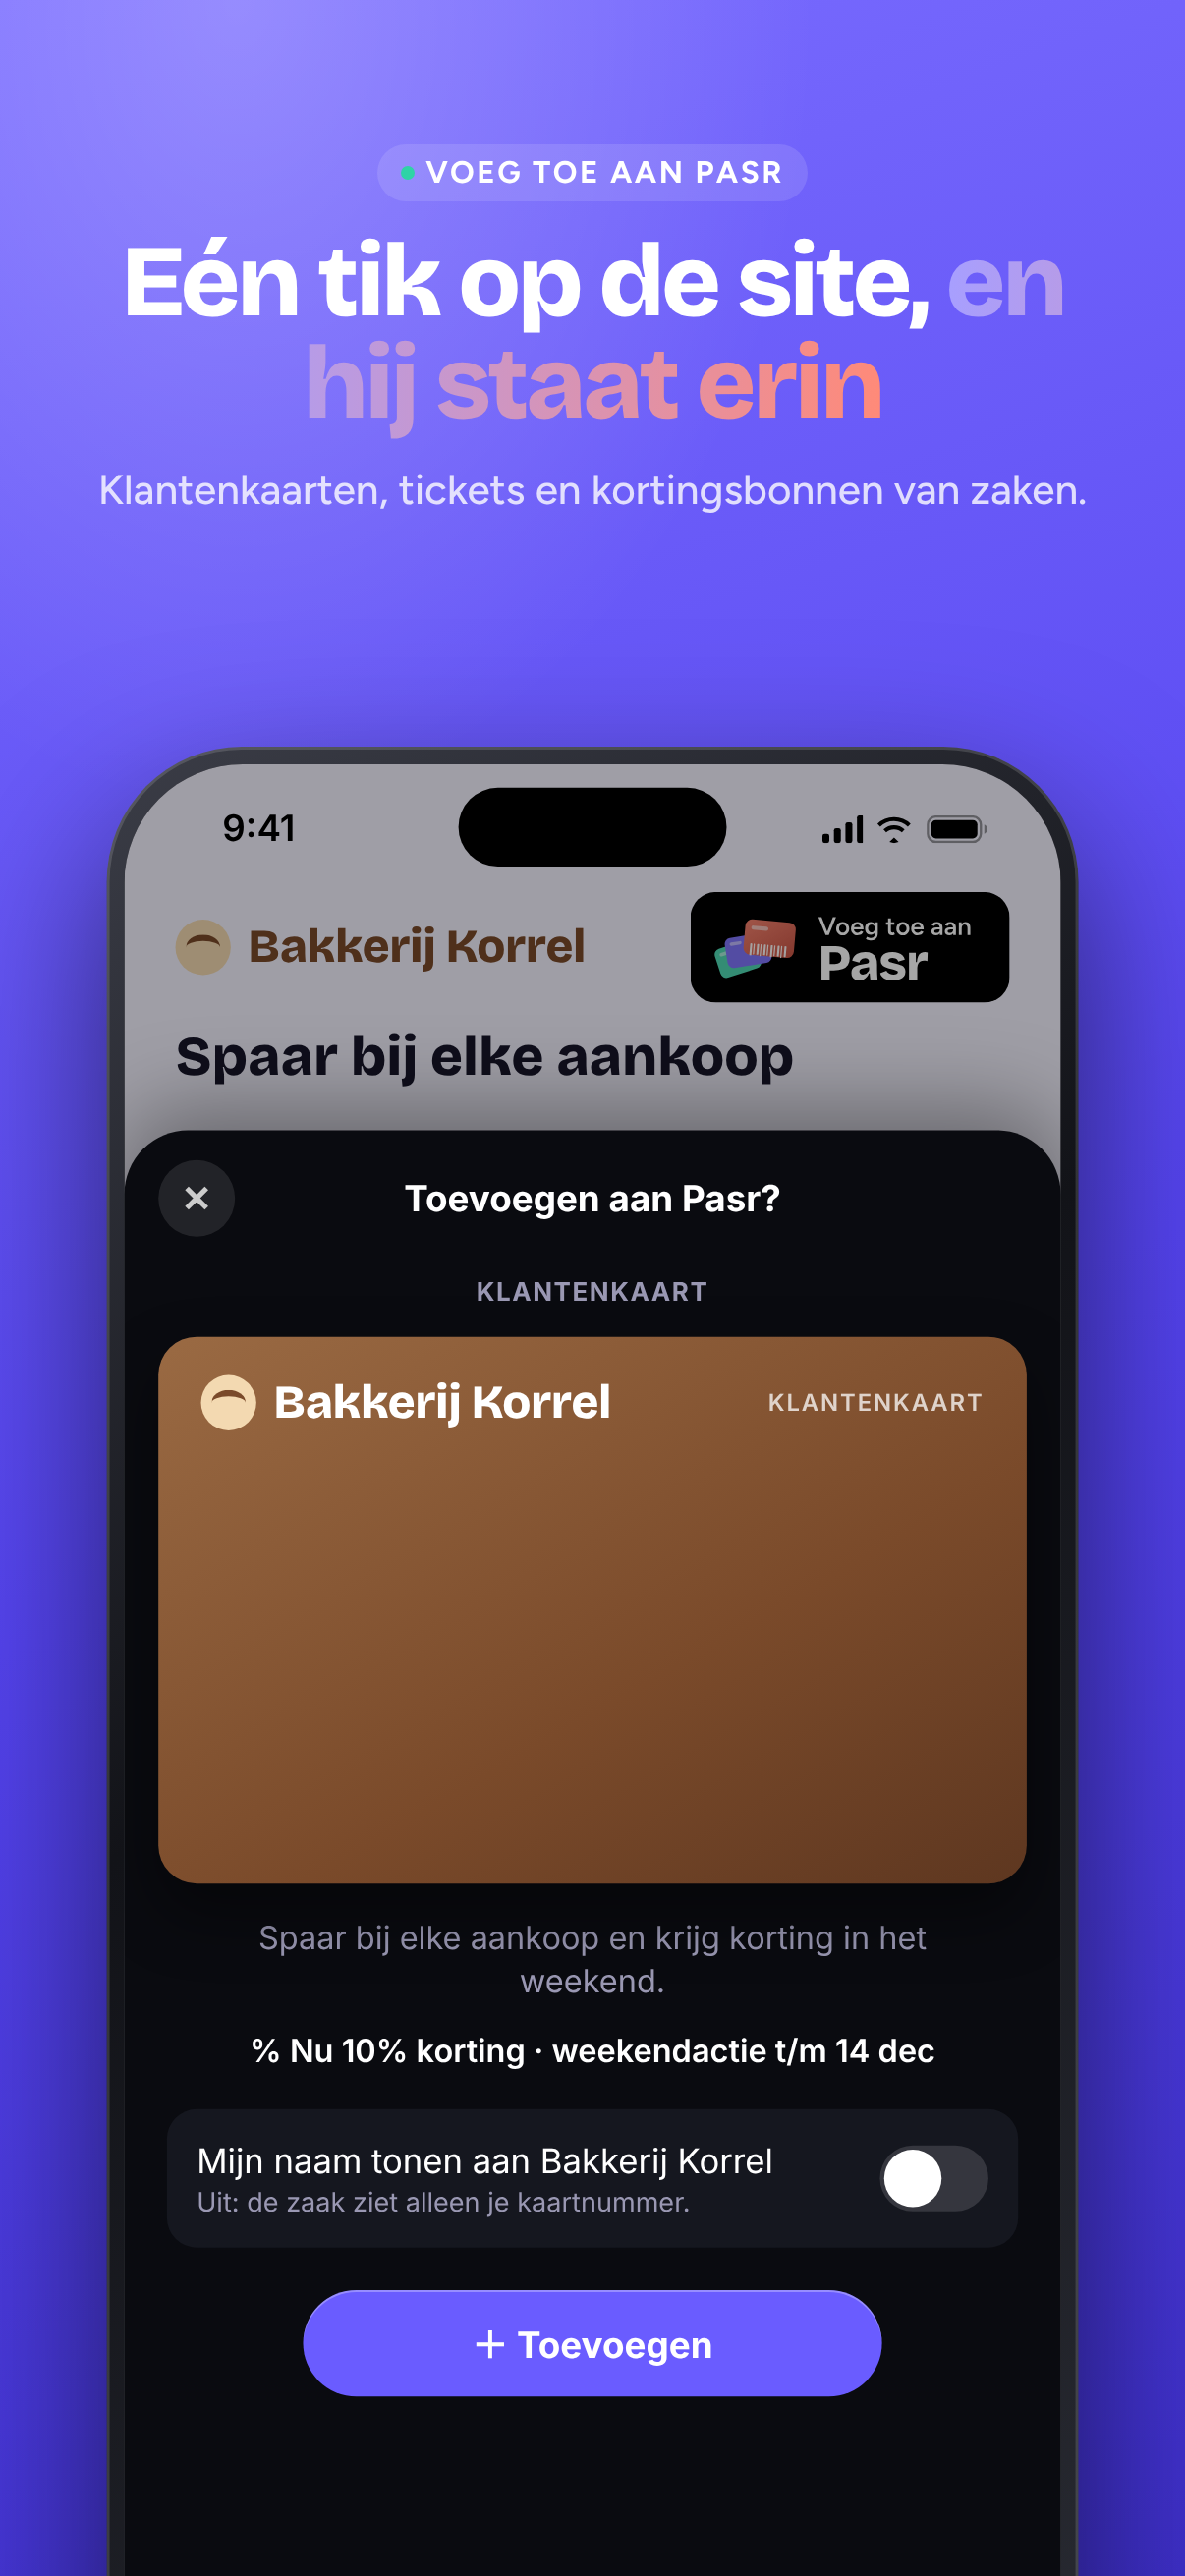 VOEG TOE AAN PASR
Eén tik op de site, en
hij staat erin
Klantenkaarten, tickets en kortingsbonnen van zaken.
9:41
Bakkerij Korrel
Voeg toe aan
Pasr
Spaar bij elke aankoop
Toevoegen aan Pasr?
KLANTENKAART
Bakkerij Korrel
KLANTENKAART
Spaar bij elke aankoop en krijg korting in het
weekend.
% Nu 10% korting · weekendactie t/m 14 dec
Mijn naam tonen aan Bakkerij Korrel
Uit: de zaak ziet alleen je kaartnummer.
+ Toevoegen